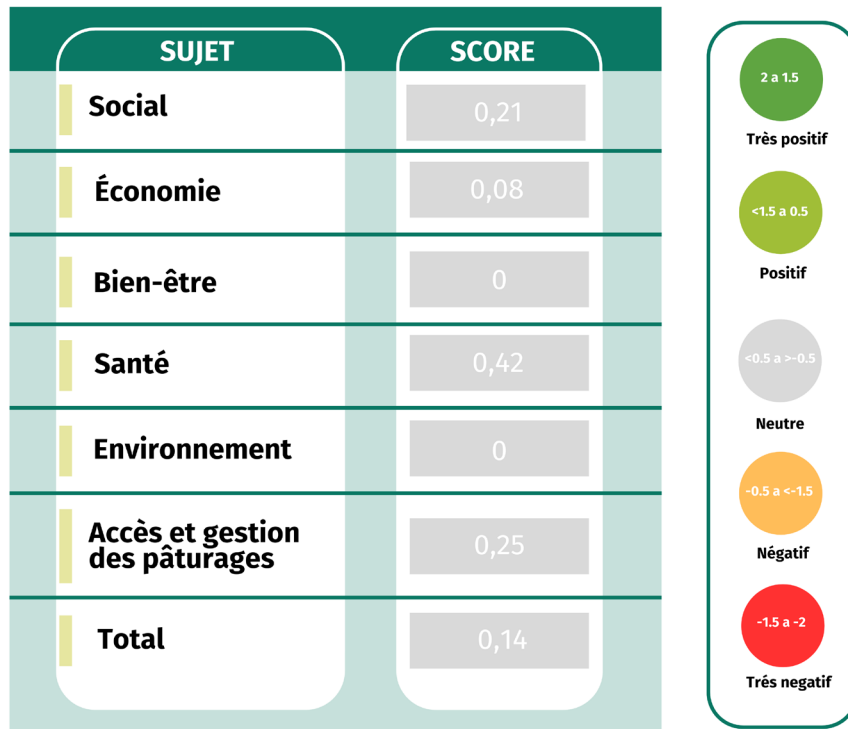 SUJET SCORE
Social 0,21
Économie 0,08
Bien-être 0
Santé 0,42
Environnement 0
Accès et gestion
des pâturages 0,25
Total 0,14
2 a 1.5
Très positif
<1.5 a 0.5
Positif
<0.5 a >-0.5
Neutre
-0.5 a <-1.5
Négatif
-1.5 a -2
Trés negatif